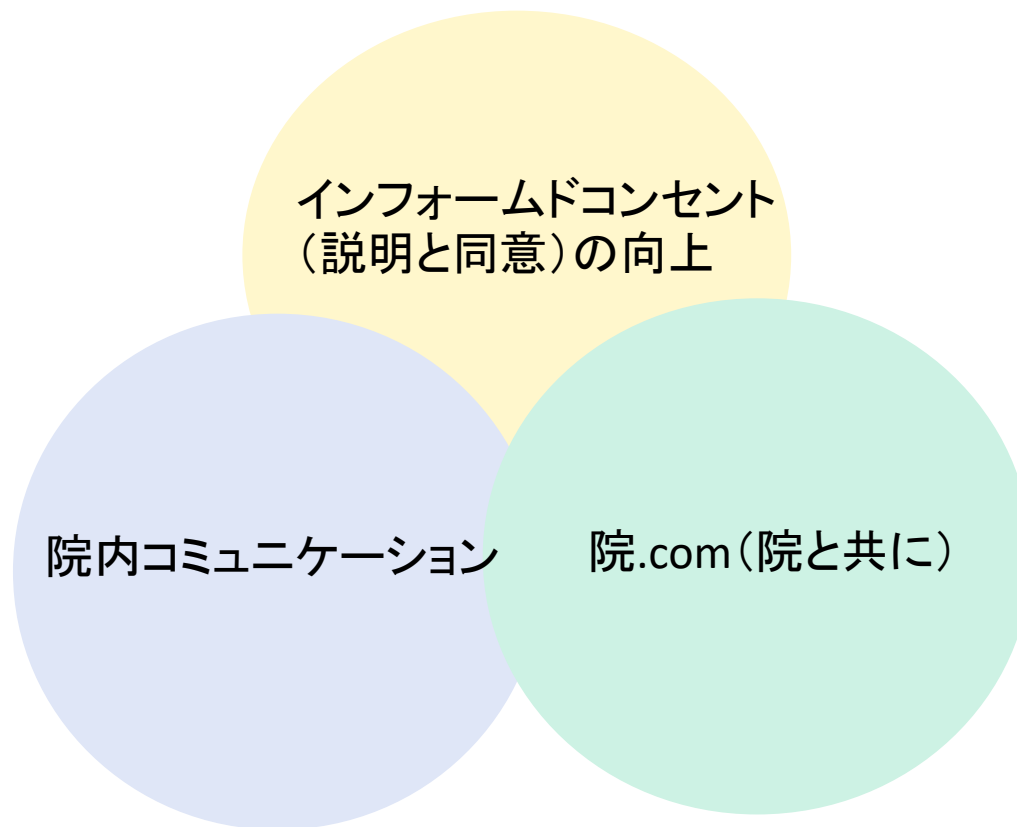 インフォームドコンセント
（説明と同意）の向上
院内コミュニケーション
院.com（院と共に）